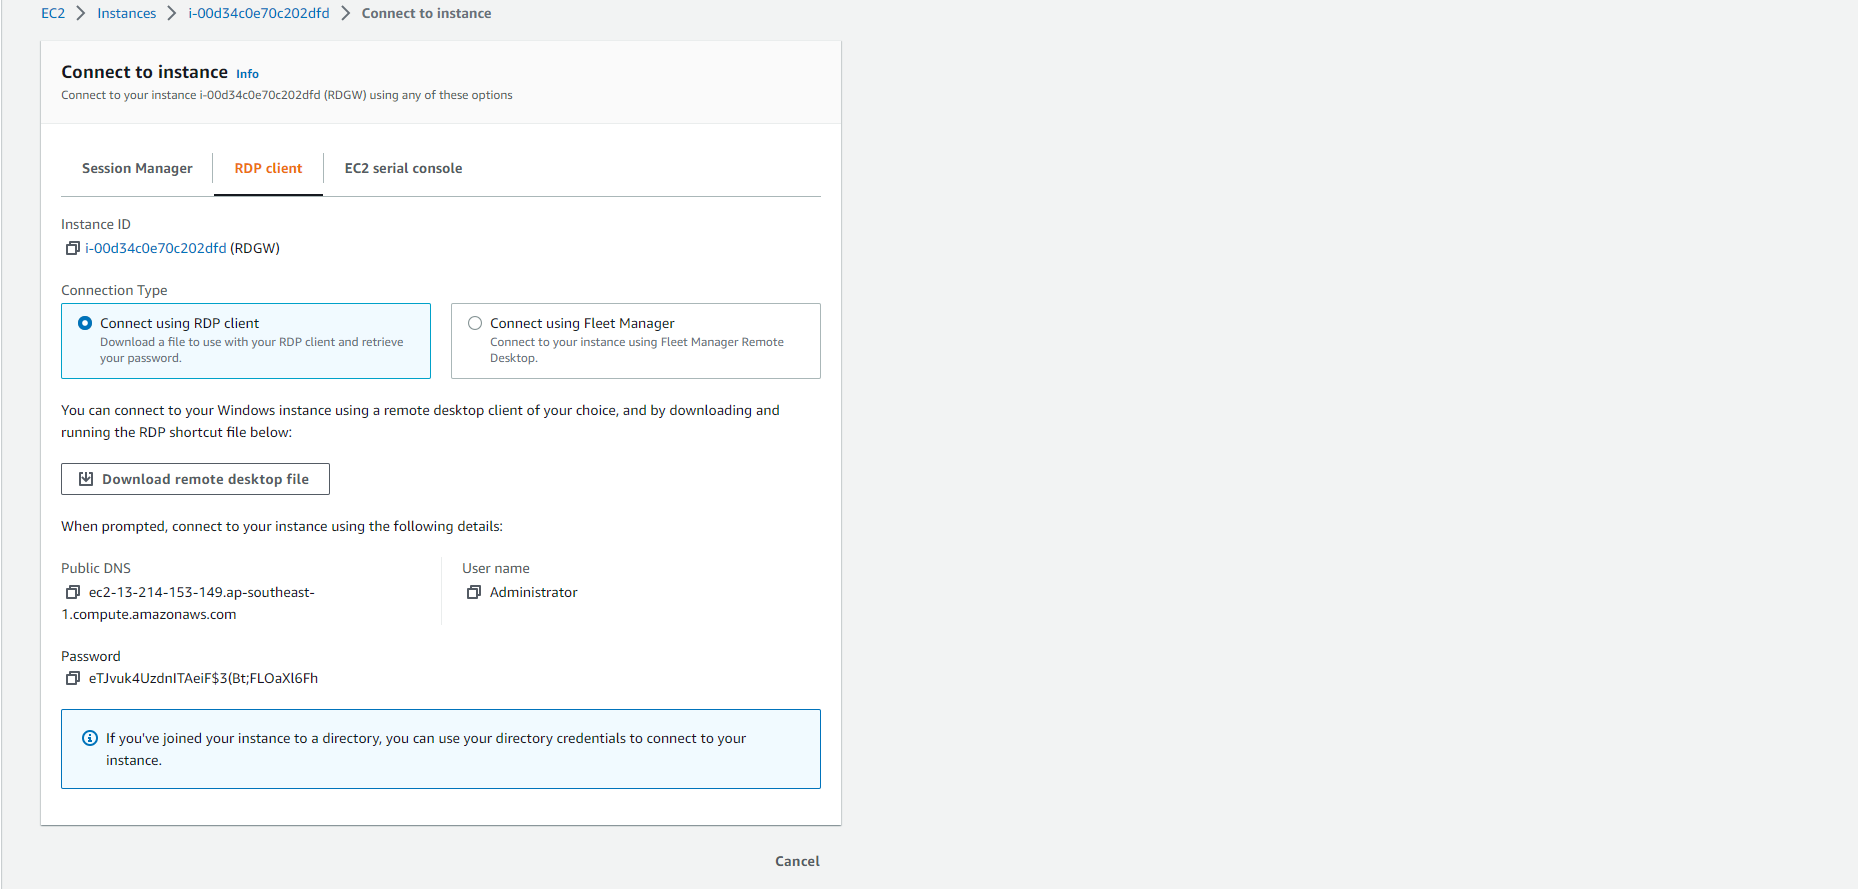 EC2 > Instances > i-00d34c0e70c202dfd > Connect to instance
Connect to instance Info
Connect to your instance i-00d34c0e70c202dfd (RDGW) using any of these options
Session Manager
RDP client
EC2 serial console
Instance ID
i-00d34c0e70c202dfd (RDGW)
Connection Type
Connect using RDP client
Download a file to use with your RDP client and retrieve
your password.
Connect using Fleet Manager
Connect to your instance using Fleet Manager Remote
Desktop.
You can connect to your Windows instance using a remote desktop client of your choice, and by downloading and
running the RDP shortcut file below:
Download remote desktop file
When prompted, connect to your instance using the following details:
Public DNS
ec2-13-214-153-149.ap-southeast-
1.compute.amazonaws.com
User name
Administrator
Password
eTJvuk4UzdnITAeiF$3(Bt;FLOaXl6Fh
If you've joined your instance to a directory, you can use your directory credentials to connect to your
instance.
Cancel